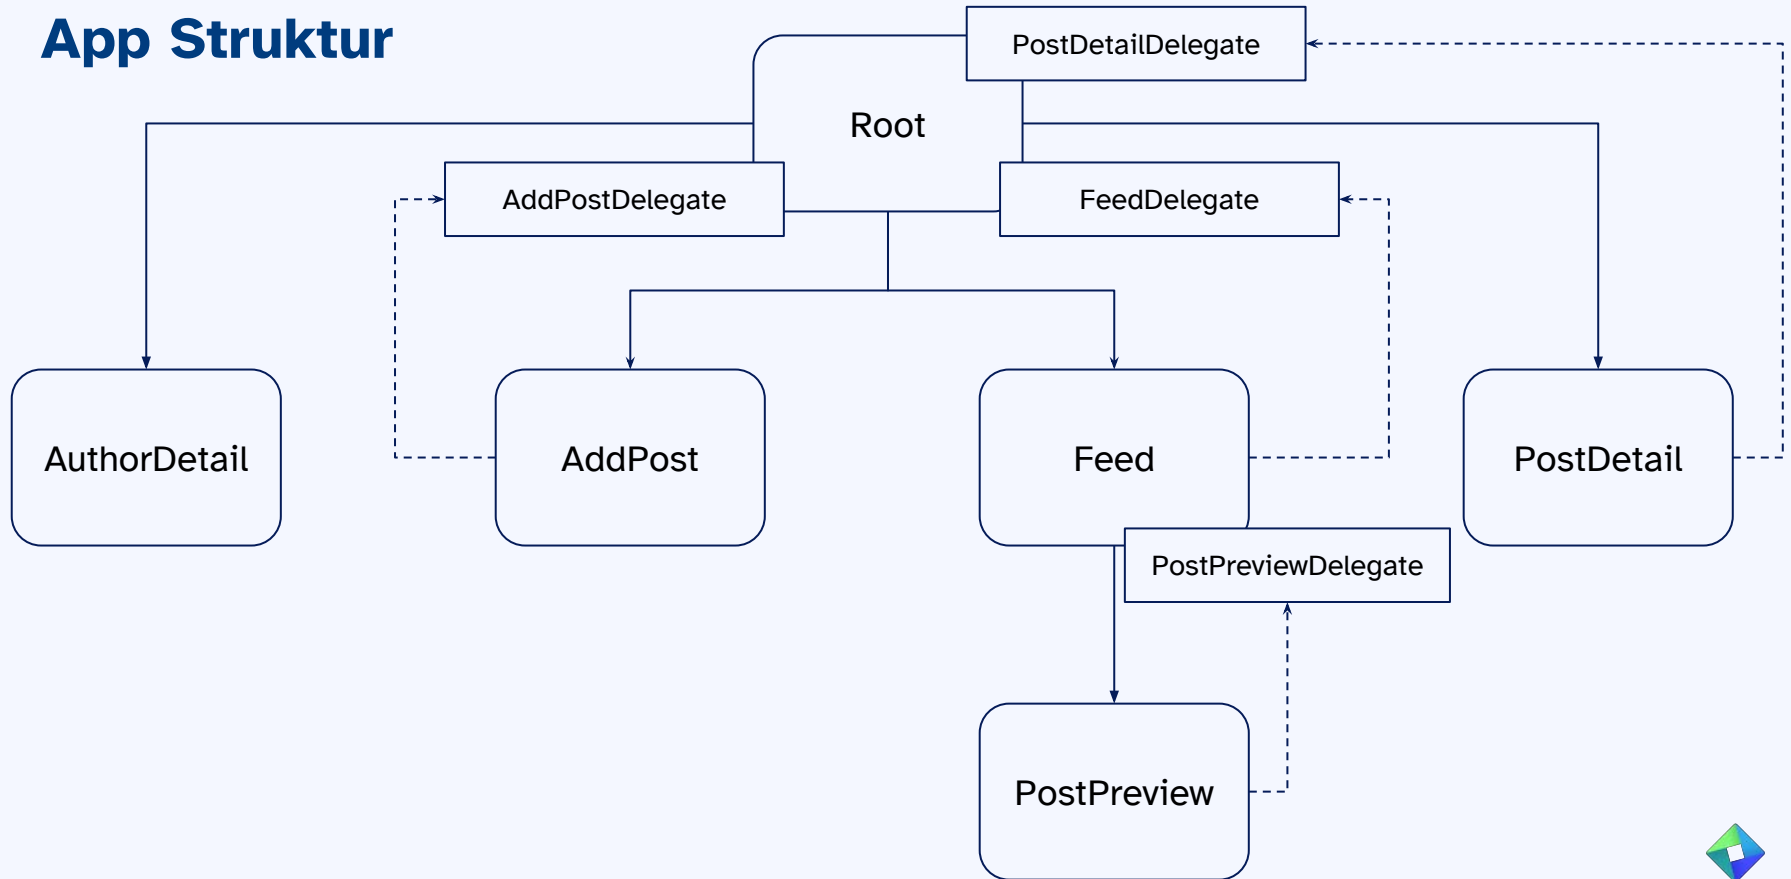 App Struktur
PostDetailDelegate
Root
AddPostDelegate
FeedDelegate
AuthorDetail
AddPost
Feed
PostDetail
PostPreviewDelegate
PostPreview